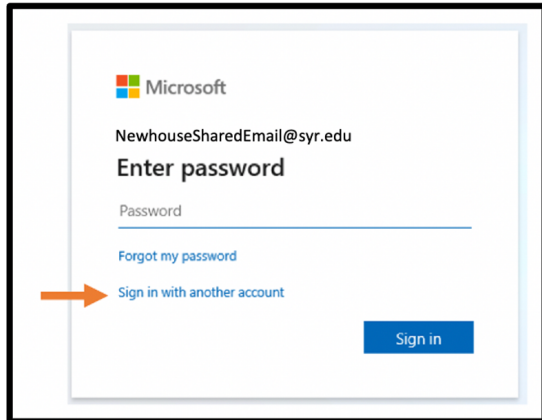 Microsoft
NewhouseSharedEmail@syr.edu
Enter password
Password
Forgot my password
Sign in with another account
Sign in